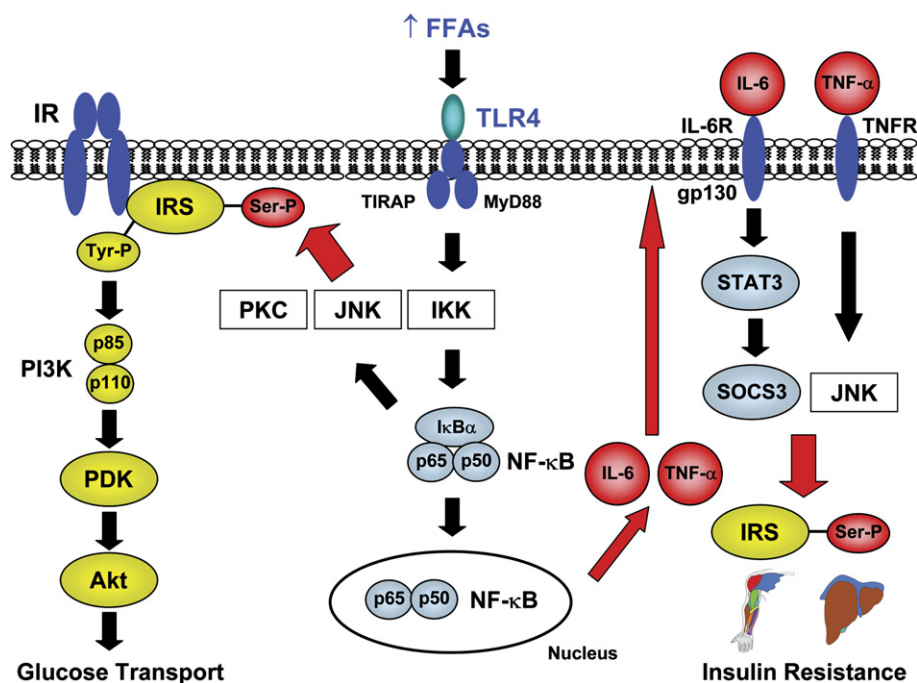 ↑ FFAs
IL-6
TNF-α
IR
TLR4
IL-6R
TNFR
TIRAP
MyD88
gp130
IRS
Ser-P
Tyr-P
STAT3
PKC
JNK
IKK
p85
PI3K
p110
SOCS3
JNK
IκBα
p65
p50
NF-κB
IL-6
TNF-α
PDK
IRS
Ser-P
Akt
p65
p50
NF-κB
Nucleus
Glucose Transport
Insulin Resistance